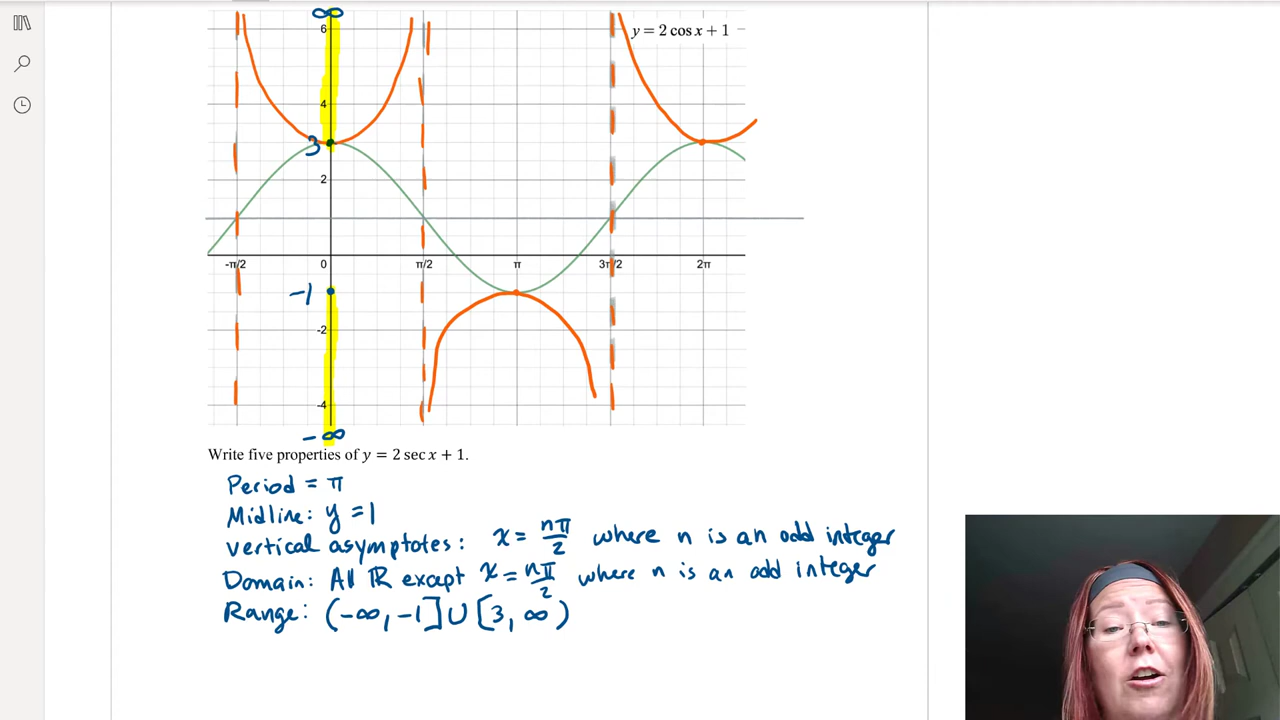 ∞
6
y = 2 cos x + 1
4
3
2
-π/2
0
π/2
π
3π/2
2π
-1
-2
-4
-∞
Write five properties of y = 2 sec x + 1.
Period = π
Midline: y = 1
vertical asymptotes: x = nπ/2 where n is an odd integer
Domain: All ℝ except x = nπ/2 where n is an odd integer
Range: (-∞, -1] ∪ [3, ∞)